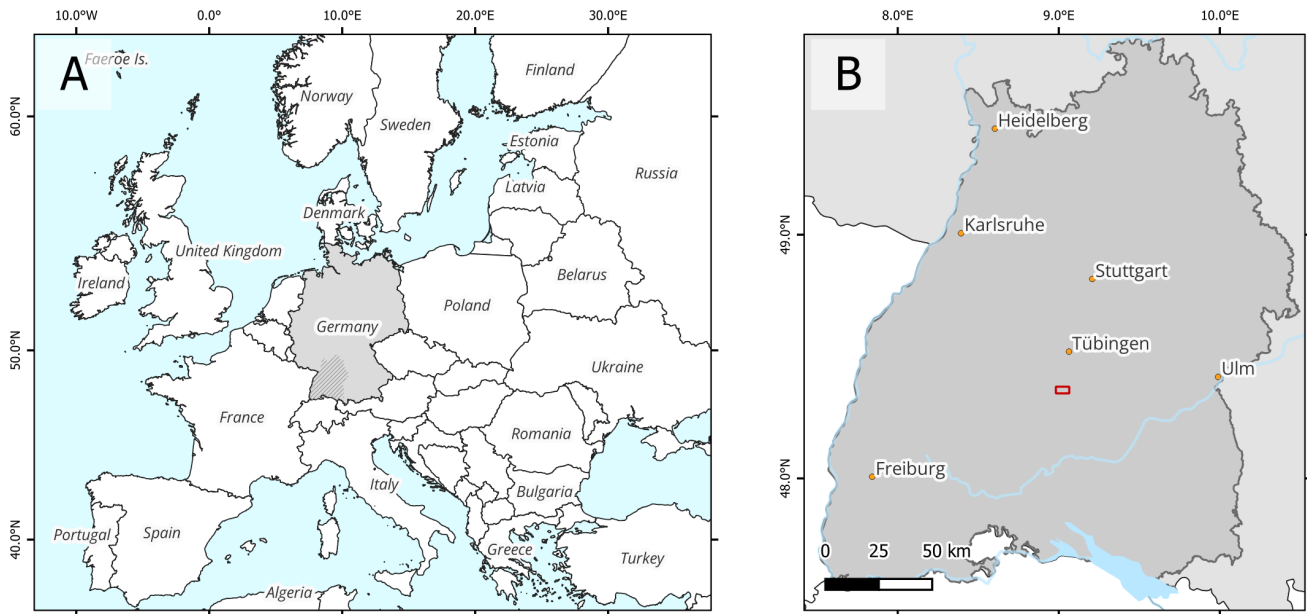 10.0°W 0.0° 10.0°E 20.0°E 30.0°E
8.0°E 9.0°E 10.0°E
A
Faeroe Is.
B
Finland
Norway
Sweden
60.0°N
Heidelberg
Estonia
Russia
Latvia
Denmark
Karlsruhe
49.0°N
United Kingdom
Stuttgart
Ireland
Belarus
Poland
Germany
Tübingen
50.0°N
Ukraine
Ulm
France
Romania
Freiburg
48.0°N
Italy
Bulgaria
Portugal
Spain
40.0°N
Greece
Turkey
0 25 50 km
Algeria